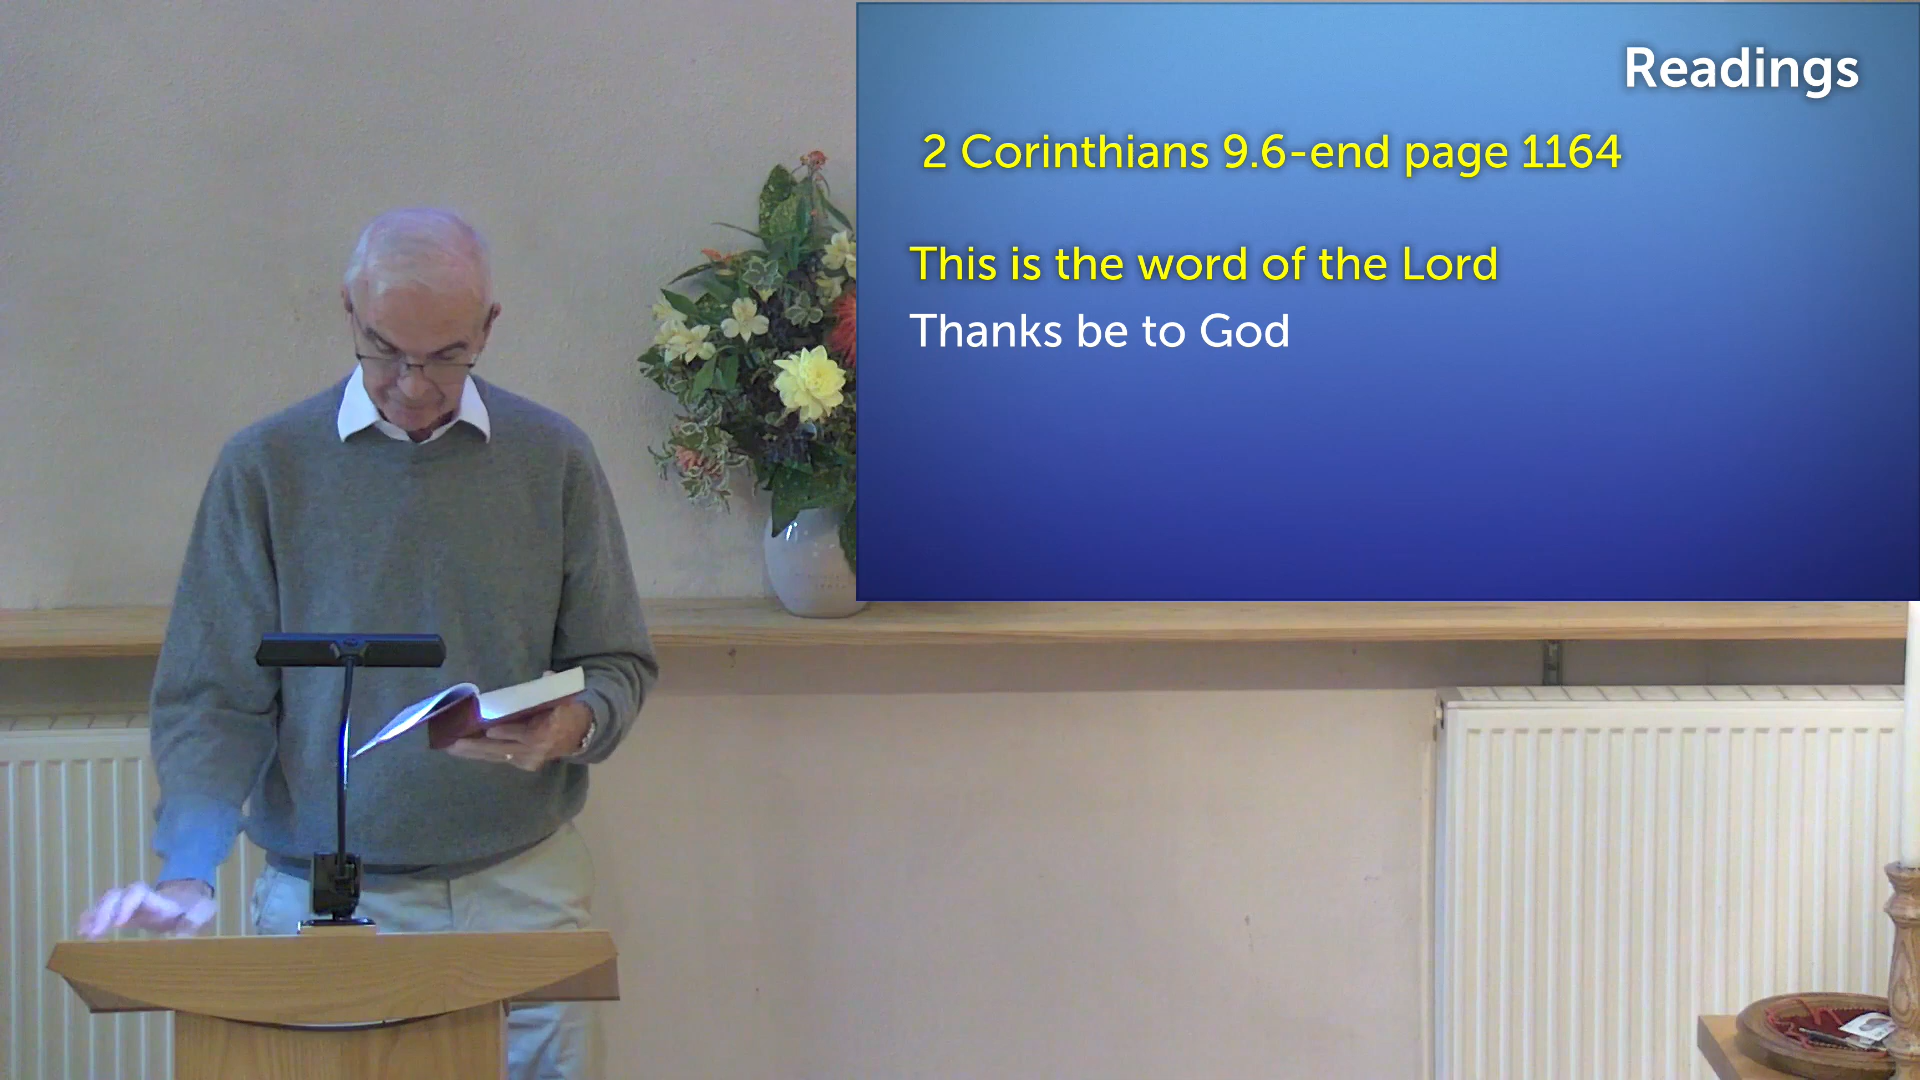 Readings
2 Corinthians 9.6-end page 1164
This is the word of the Lord
Thanks be to God